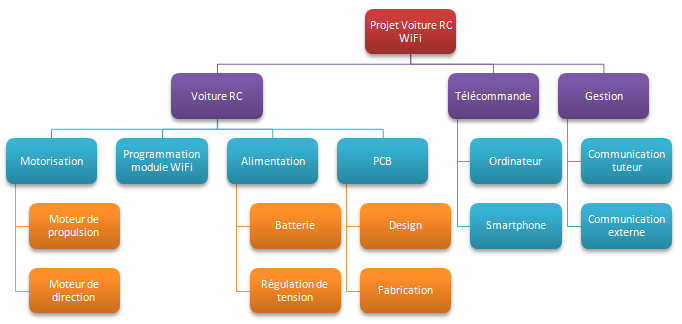 Projet Voiture RC
WiFi
Voiture RC
Télécommande
Gestion
Motorisation
Programmation
module WiFi
Alimentation
PCB
Ordinateur
Communication
tuteur
Moteur de
propulsion
Batterie
Design
Smartphone
Communication
externe
Moteur de
direction
Régulation de
tension
Fabrication